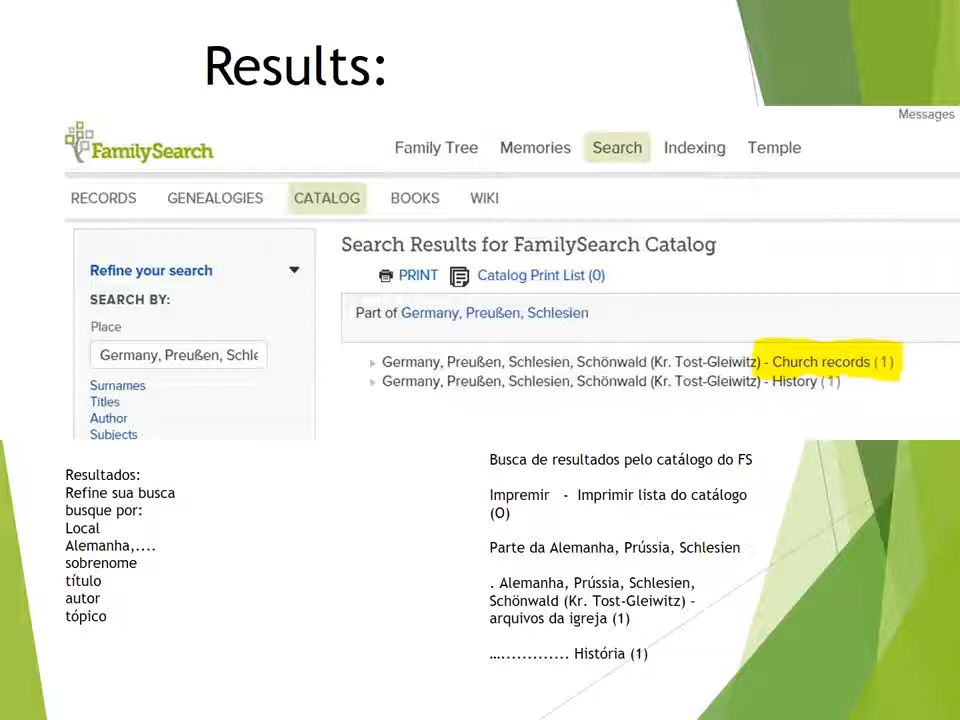 Results:
Messages
FamilySearch
Family Tree Memories Search Indexing Temple
RECORDS GENEALOGIES CATALOG BOOKS WIKI
Refine your search
SEARCH BY:
Place
Germany, Preußen, Schle
Surnames
Titles
Author
Subjects
Search Results for FamilySearch Catalog
PRINT Catalog Print List (0)
Part of Germany, Preußen, Schlesien
Germany, Preußen, Schlesien, Schönwald (Kr. Tost-Gleiwitz) - Church records (1)
Germany, Preußen, Schlesien, Schönwald (Kr. Tost-Gleiwitz) - History (1)
Resultados:
Refine sua busca
busque por:
Local
Alemanha,....
sobrenome
título
autor
tópico
Busca de resultados pelo catálogo do FS
Impremir - Imprimir lista do catálogo
(O)
Parte da Alemanha, Prússia, Schlesien
. Alemanha, Prússia, Schlesien,
Schönwald (Kr. Tost-Gleiwitz) -
arquivos da igreja (1)
…............. História (1)